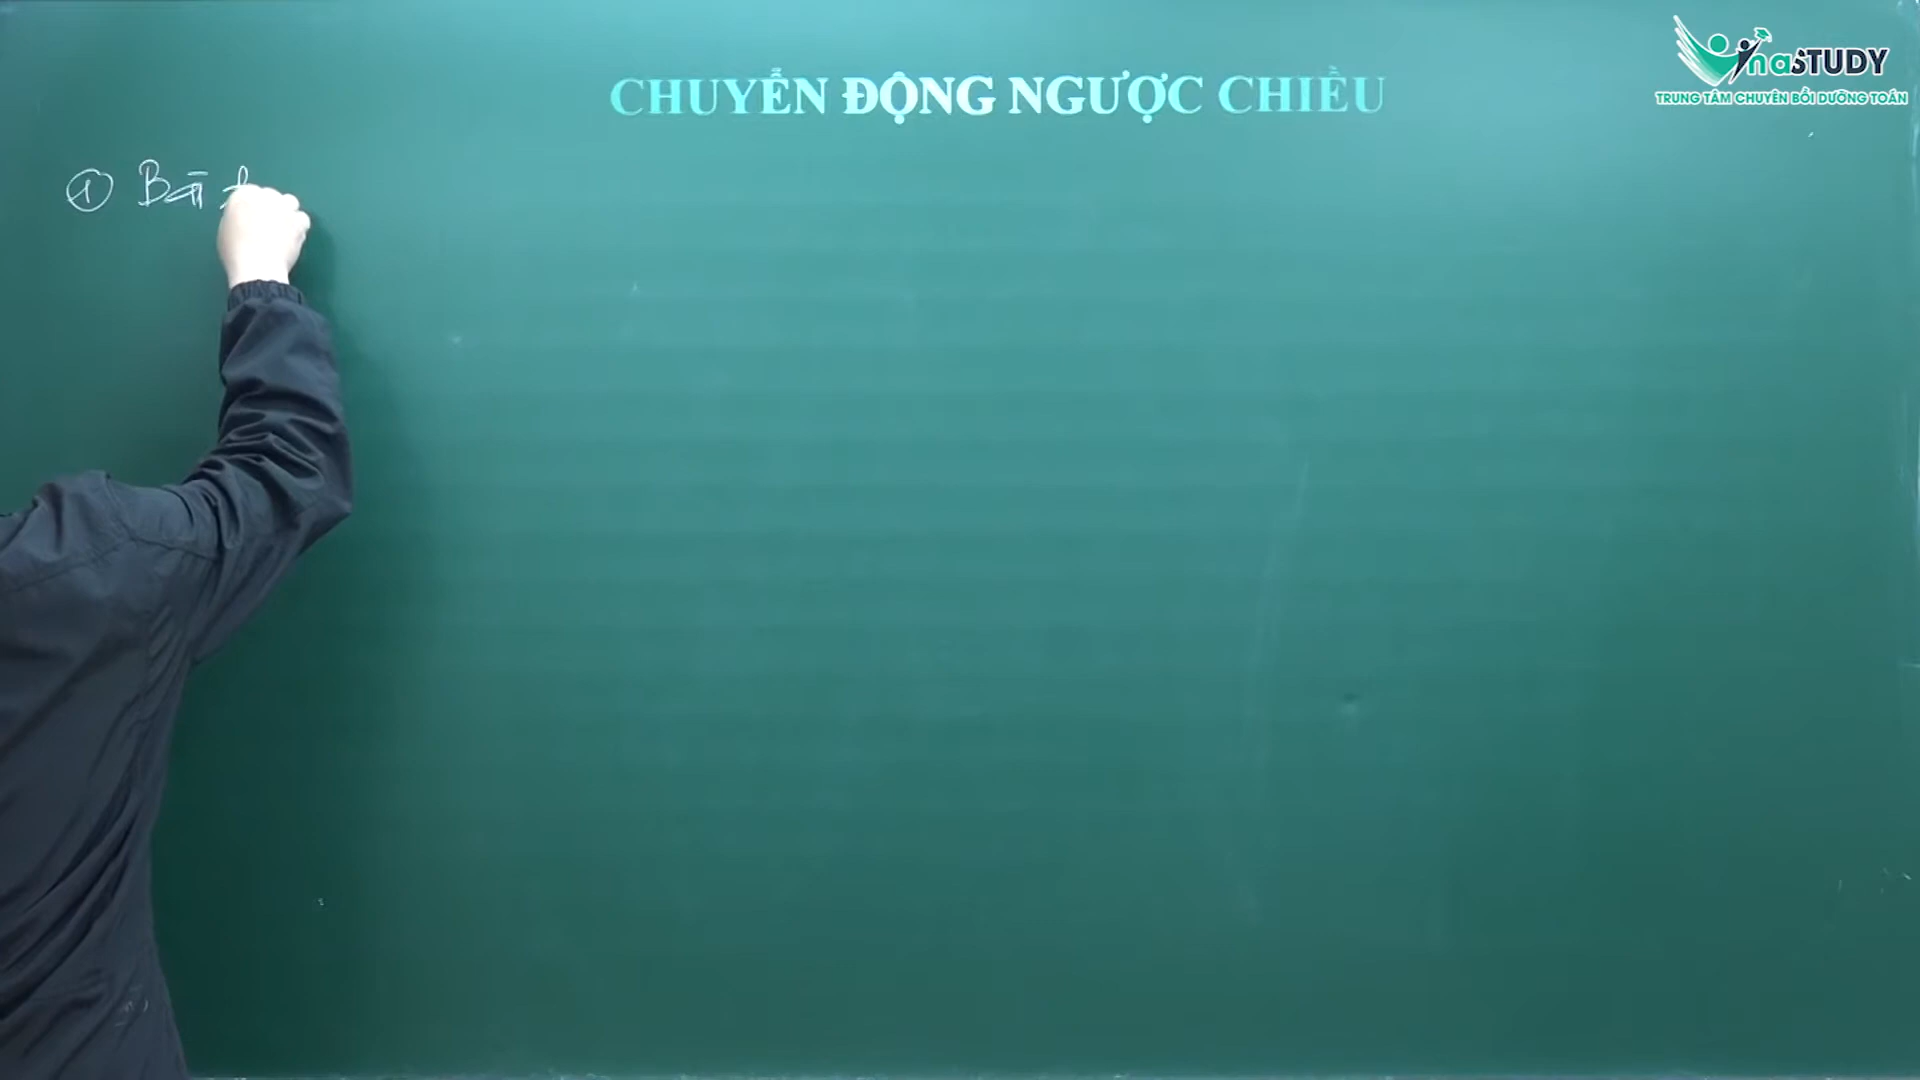 CHUYỂN ĐỘNG NGƯỢC CHIỀU
VinaSTUDY
TRUNG TÂM CHUYÊN BỒI DƯỠNG TOÁN
① Bài